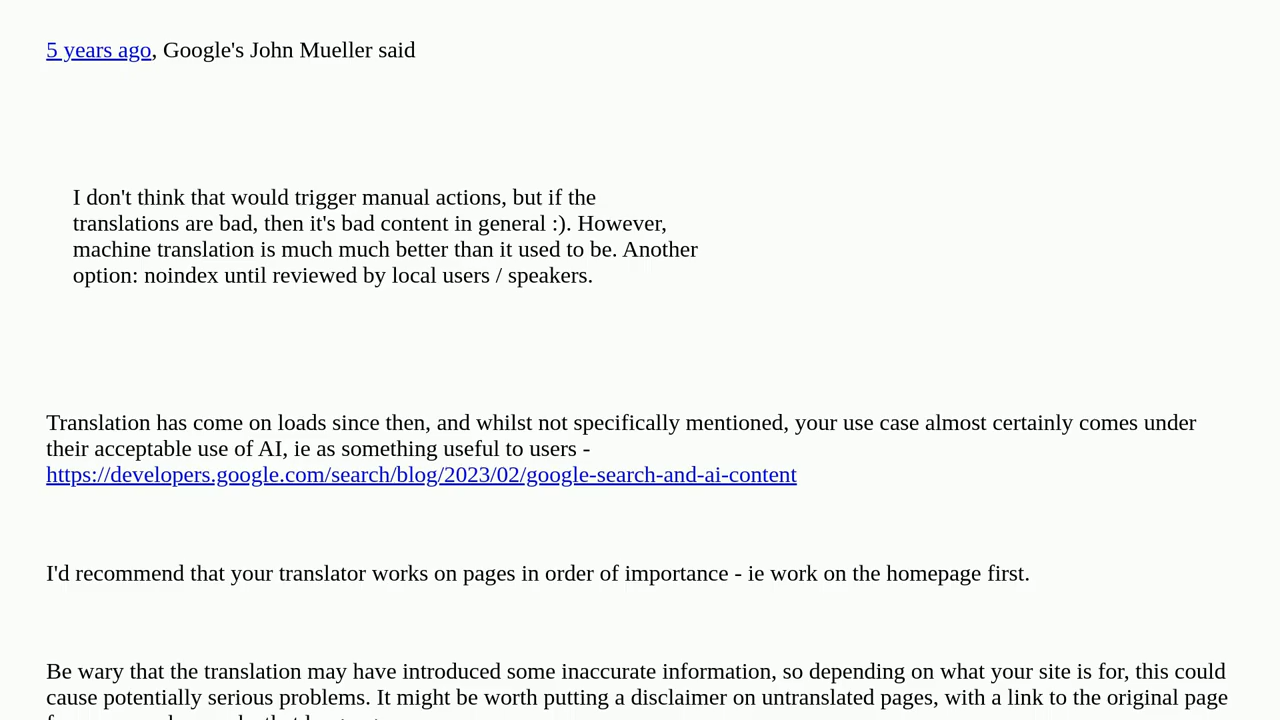 5 years ago, Google's John Mueller said
I don't think that would trigger manual actions, but if the
translations are bad, then it's bad content in general :). However,
machine translation is much much better than it used to be. Another
option: noindex until reviewed by local users / speakers.
Translation has come on loads since then, and whilst not specifically mentioned, your use case almost certainly comes under
their acceptable use of AI, ie as something useful to users -
https://developers.google.com/search/blog/2023/02/google-search-and-ai-content
I'd recommend that your translator works on pages in order of importance - ie work on the homepage first.
Be wary that the translation may have introduced some inaccurate information, so depending on what your site is for, this could
cause potentially serious problems. It might be worth putting a disclaimer on untranslated pages, with a link to the original page